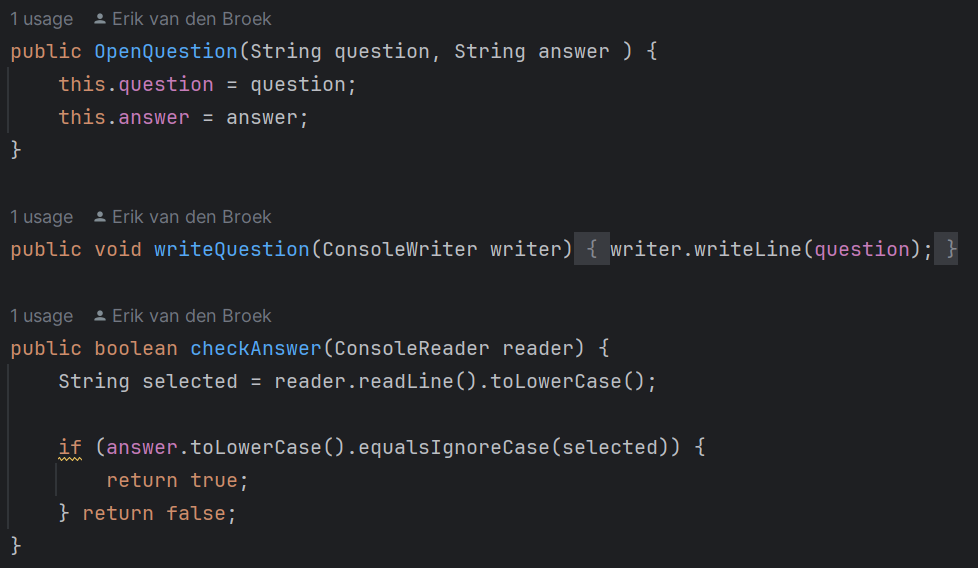 1 usage Erik van den Broek
public OpenQuestion(String question, String answer ) {
    this.question = question;
    this.answer = answer;
}
1 usage Erik van den Broek
public void writeQuestion(ConsoleWriter writer) { writer.writeLine(question); }
1 usage Erik van den Broek
public boolean checkAnswer(ConsoleReader reader) {
    String selected = reader.readLine().toLowerCase();
    if (answer.toLowerCase().equalsIgnoreCase(selected)) {
        return true;
    } return false;
}